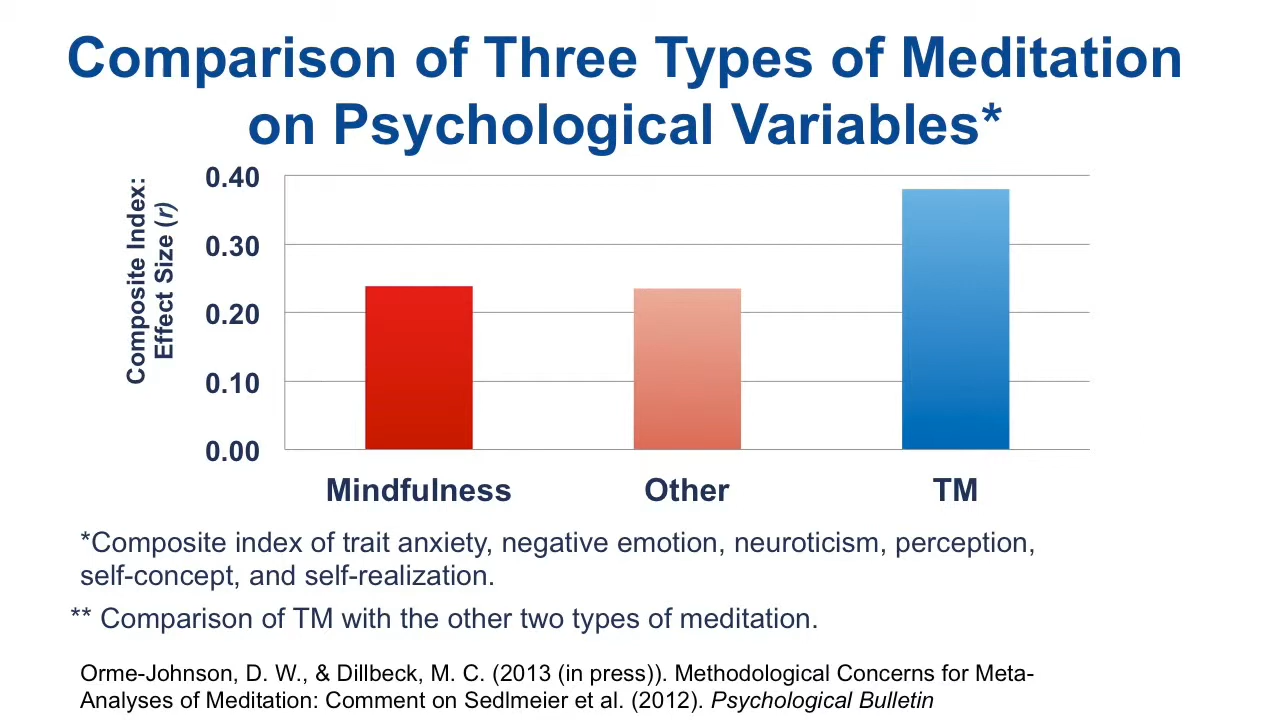 Comparison of Three Types of Meditation
on Psychological Variables*
Composite Index:
Effect Size (r)
0.40
0.30
0.20
0.10
0.00
Mindfulness
Other
TM
*Composite index of trait anxiety, negative emotion, neuroticism, perception,
self-concept, and self-realization.
** Comparison of TM with the other two types of meditation.
Orme-Johnson, D. W., & Dillbeck, M. C. (2013 (in press)). Methodological Concerns for Meta-
Analyses of Meditation: Comment on Sedlmeier et al. (2012). Psychological Bulletin